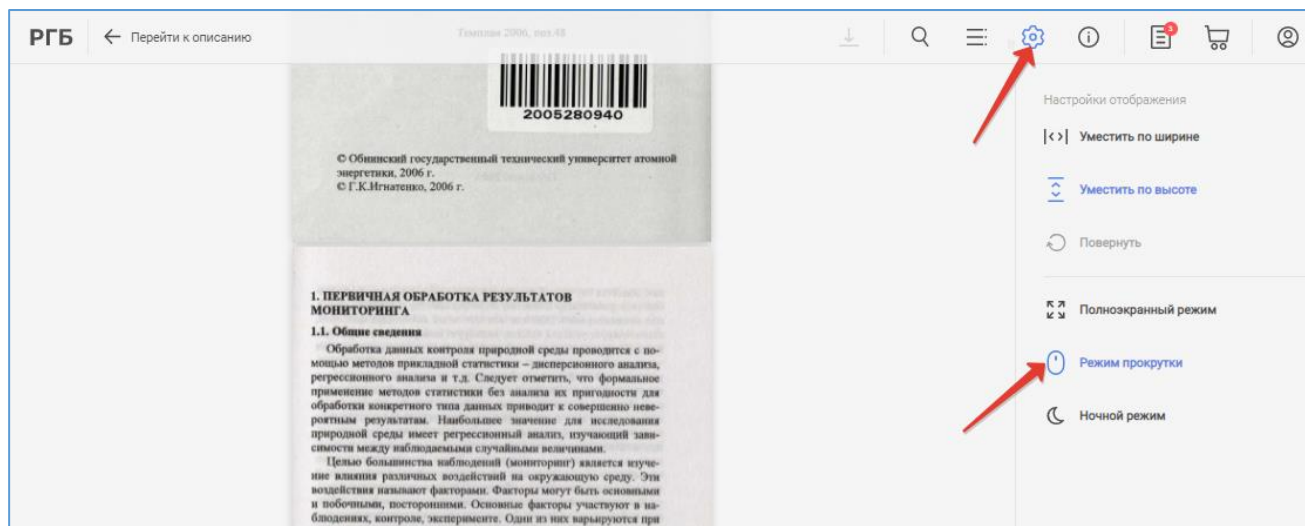 РГБ
Перейти к описанию
Темплан 2006, поз.48
3
2005280940
© Обнинский государственный технический университет атомной
энергетики, 2006 г.
© Г.К.Игнатенко, 2006 г.
1. ПЕРВИЧНАЯ ОБРАБОТКА РЕЗУЛЬТАТОВ
МОНИТОРИНГА
1.1. Общие сведения
Обработка данных контроля природной среды проводится с по-
мощью методов прикладной статистики – дисперсионного анализа,
регрессионного анализа и т.д. Следует отметить, что формальное
применение методов статистики без анализа их пригодности для
обработки конкретного типа данных приводит к совершенно неве-
роятным результатам. Наибольшее значение для исследования
природной среды имеет регрессионный анализ, изучающий зави-
симости между наблюдаемыми случайными величинами.
Целью большинства наблюдений (мониторинг) является изуче-
ние влияния различных воздействий на окружающую среду. Эти
воздействия называют факторами. Факторы могут быть основными
и побочными, посторонними. Основные факторы участвуют в на-
блюдениях, контроле, эксперименте. Одни из них варьируются при
Настройки отображения
Уместить по ширине
Уместить по высоте
Повернуть
Полноэкранный режим
Режим прокрутки
Ночной режим